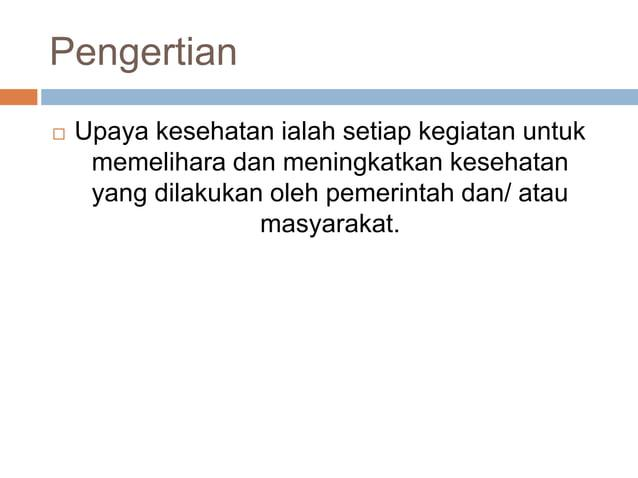 Pengertian
Upaya kesehatan ialah setiap kegiatan untuk
memelihara dan meningkatkan kesehatan
yang dilakukan oleh pemerintah dan/ atau
masyarakat.